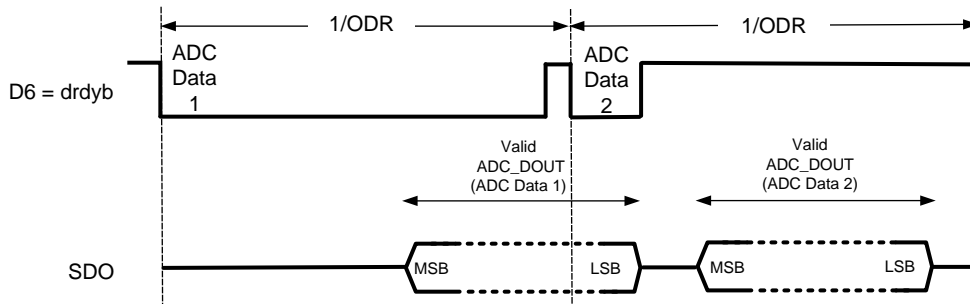 1/ODR
1/ODR
ADC
Data
1
ADC
Data
2
D6 = drdyb
Valid
ADC_DOUT
(ADC Data 1)
Valid
ADC_DOUT
(ADC Data 2)
SDO
MSB
LSB
MSB
LSB